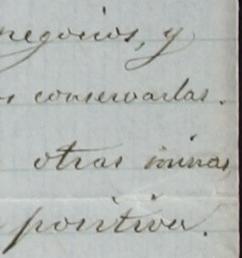 negocios, y
conservarlas.
otras minas
positiva.